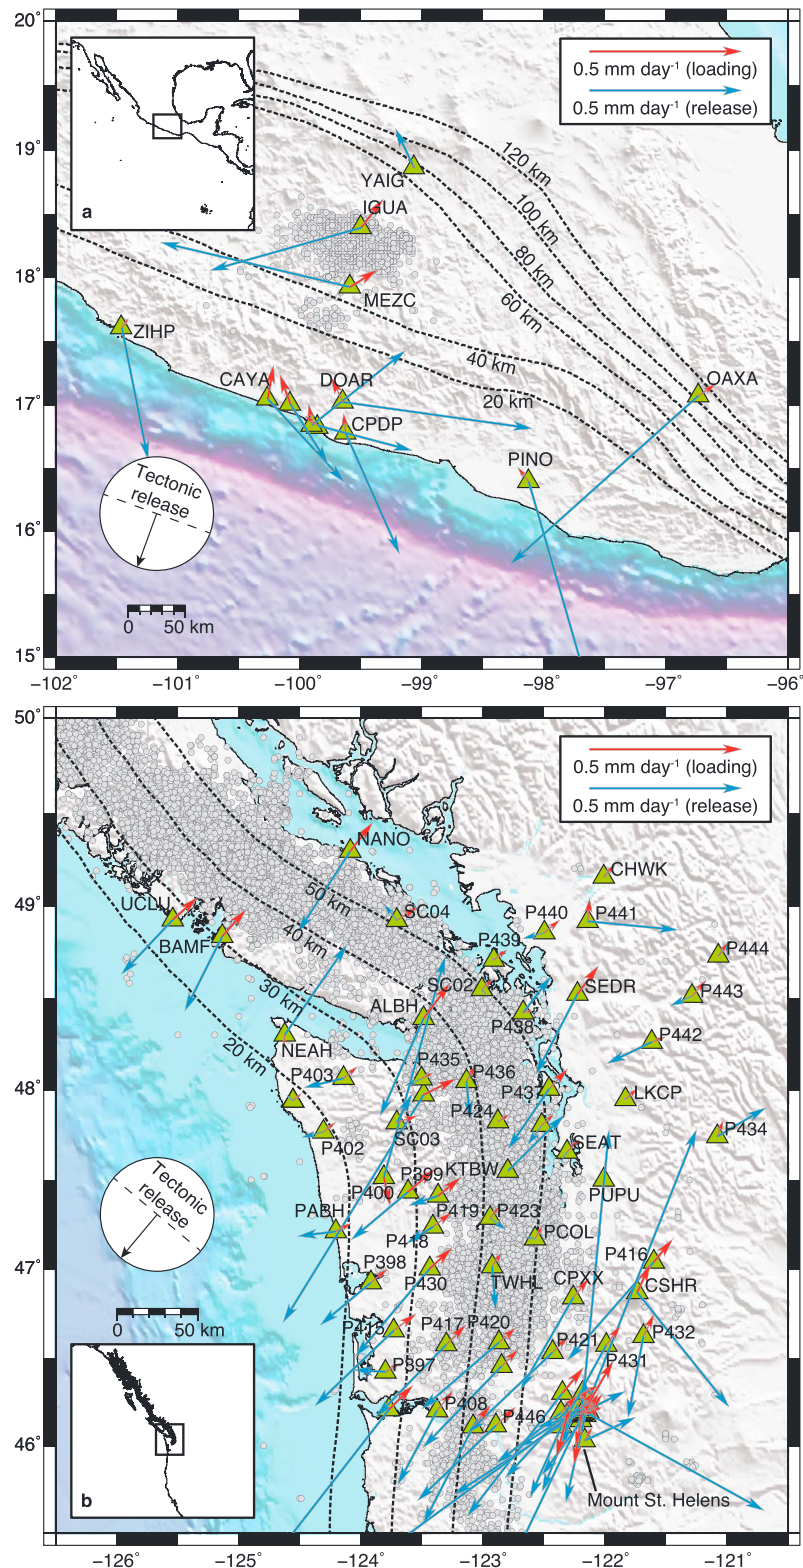 20˚
19˚
18˚
17˚
16˚
15˚
−102
−101˚
−100˚
−99˚
−98˚
−97˚
−96˚
a
0.5 mm day-1 (loading)
0.5 mm day-1 (release)
120 km
100 km
80 km
60 km
40 km
20 km
YAIG
IGUA
MEZC
ZIHP
CAYA
DOAR
CPDP
OAXA
PINO
Tectonic
release
0 50 km
50˚
49˚
48˚
47˚
46˚
0.5 mm day-1 (loading)
0.5 mm day-1 (release)
NANO
CHWK
50 km
UCLU
SC04
P440
P441
BAMF
40 km
P439
P444
SC02
SEDR
P443
30 km
ALBH
P438
20 km
NEAH
P442
P403
P435
P436
P437
LKCP
P424
P402
SC03
SEAT
P434
Tectonic
release
P399
KTBW
P400
PUPU
PABH
P419
P423
P418
PCOL
P416
P398
P430
TWHL
CPXX
CSHR
P415
P417
P420
P421
P432
P431
P397
P408
P446
0 50 km
b
Mount St. Helens
−126˚
−125˚
−124˚
−123˚
−122˚
−121˚